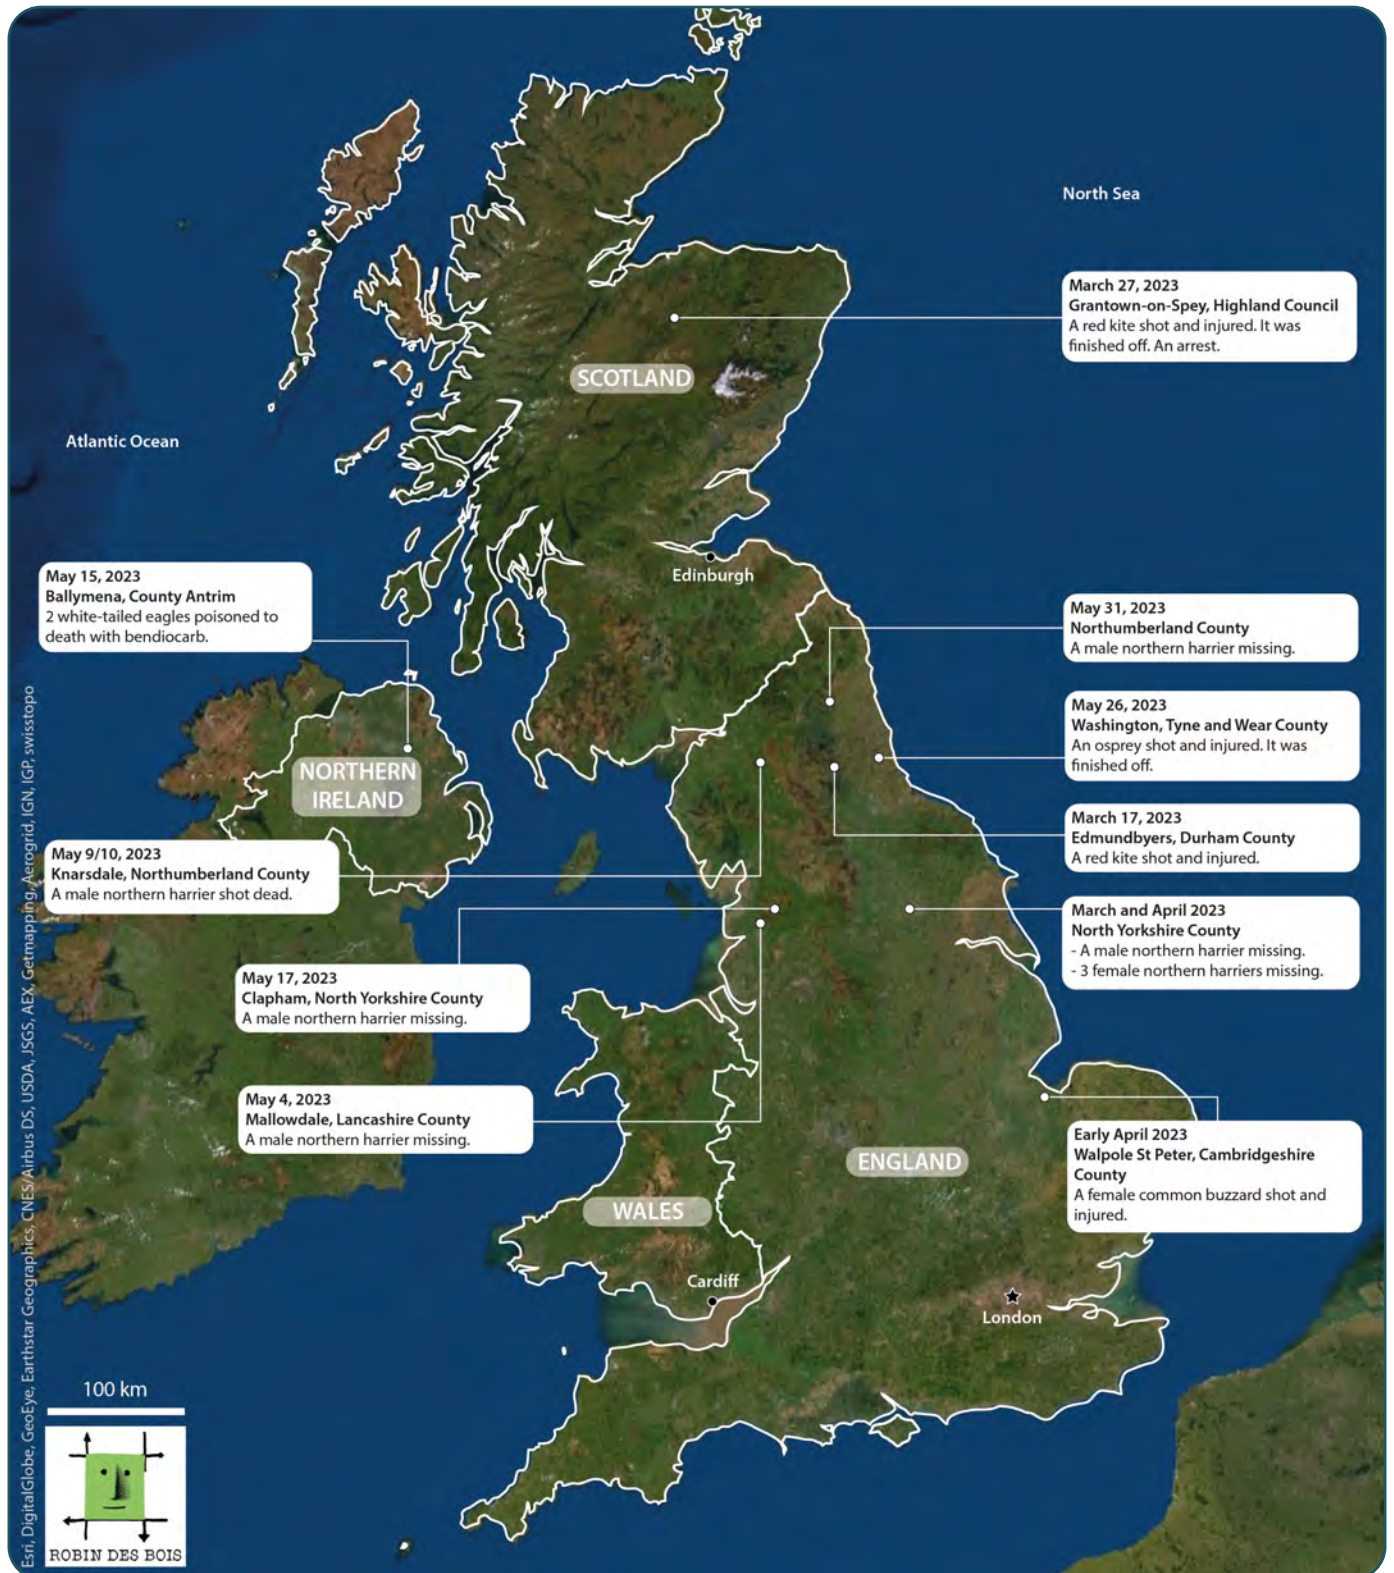 North Sea
March 27, 2023
Grantown-on-Spey, Highland Council
A red kite shot and injured. It was
finished off. An arrest.
SCOTLAND
Atlantic Ocean
Edinburgh
May 15, 2023
Ballymena, County Antrim
2 white-tailed eagles poisoned to
death with bendiocarb.
May 31, 2023
Northumberland County
A male northern harrier missing.
May 26, 2023
Washington, Tyne and Wear County
An osprey shot and injured. It was
finished off.
NORTHERN
IRELAND
March 17, 2023
Edmundbyers, Durham County
A red kite shot and injured.
May 9/10, 2023
Knarsdale, Northumberland County
A male northern harrier shot dead.
March and April 2023
North Yorkshire County
- A male northern harrier missing.
- 3 female northern harriers missing.
May 17, 2023
Clapham, North Yorkshire County
A male northern harrier missing.
May 4, 2023
Mallowdale, Lancashire County
A male northern harrier missing.
Early April 2023
Walpole St Peter, Cambridgeshire
County
A female common buzzard shot and
injured.
ENGLAND
WALES
Cardiff
London
100 km
ROBIN DES BOIS
Esri, DigitalGlobe, GeoEye, Earthstar Geographics, CNES/Airbus DS, USDA, JSGS, AEX, Getmapping, Aerogrid, IGN, IGP, swisstopo